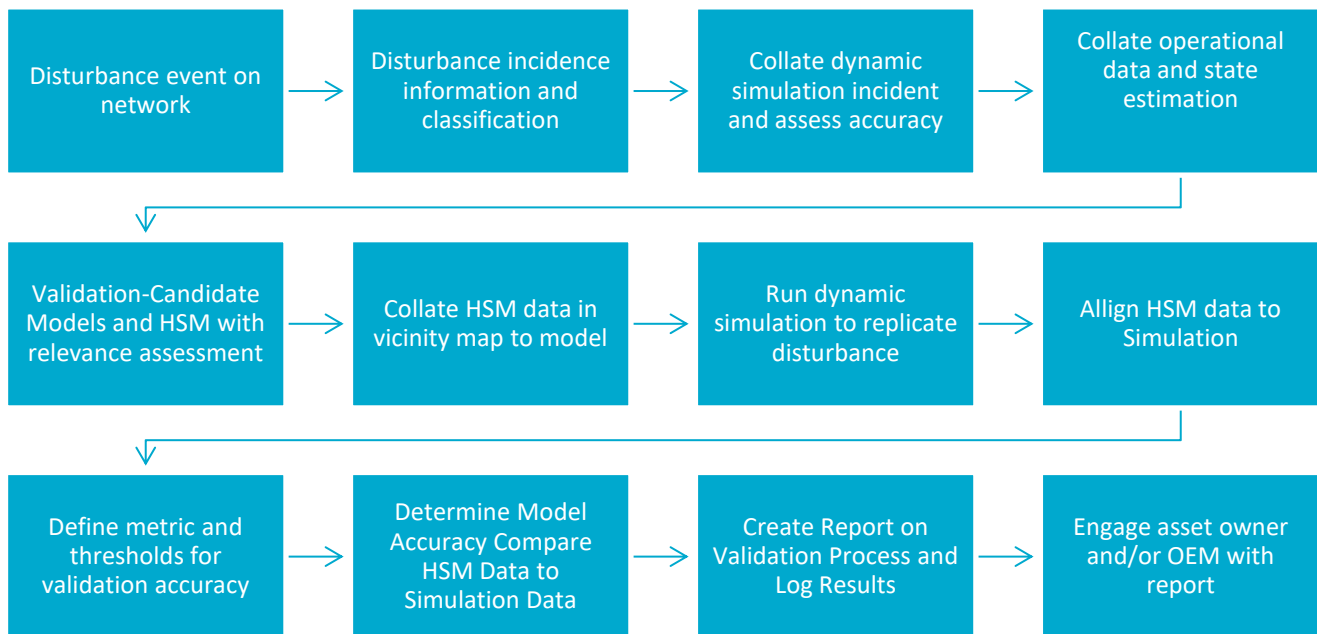 Disturbance event on
network
Disturbance incidence
information and
classification
Collate dynamic
simulation incident
and assess accuracy
Collate operational
data and state
estimation
Validation-Candidate
Models and HSM with
relevance assessment
Collate HSM data in
vicinity map to model
Run dynamic
simulation to replicate
disturbance
Allign HSM data to
Simulation
Define metric and
thresholds for
validation accuracy
Determine Model
Accuracy Compare
HSM Data to
Simulation Data
Create Report on
Validation Process and
Log Results
Engage asset owner
and/or OEM with
report